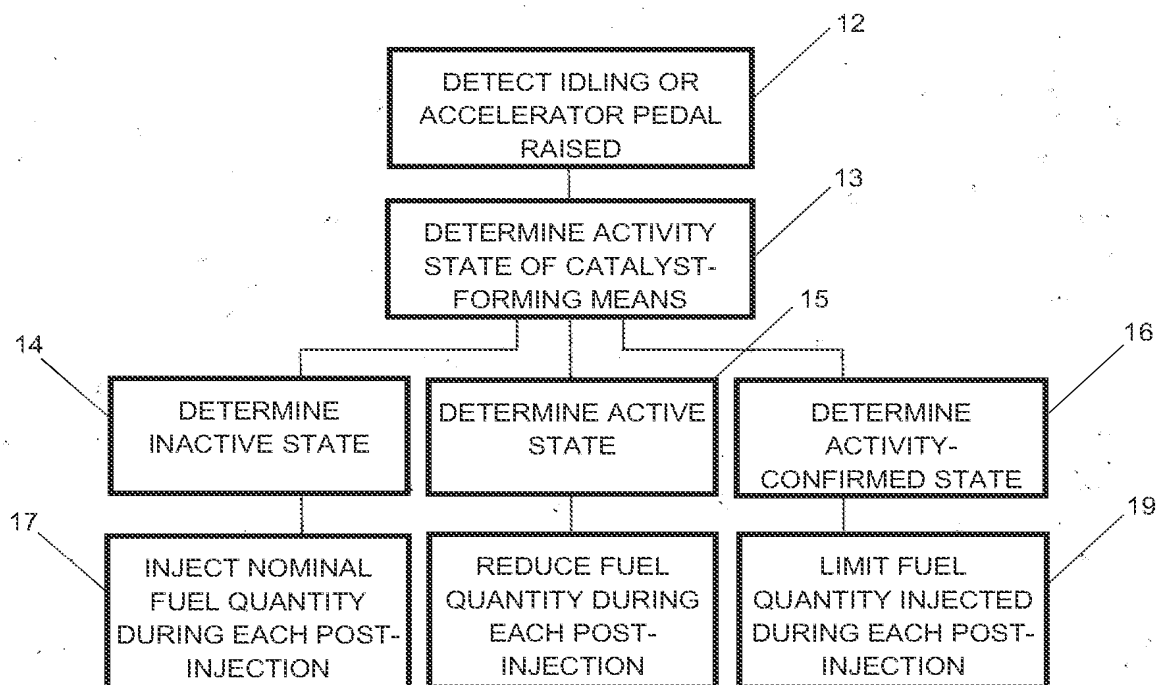 12
DETECT IDLING OR
ACCELERATOR PEDAL
RAISED
13
DETERMINE ACTIVITY
STATE OF CATALYST-
FORMING MEANS
14
DETERMINE
INACTIVE STATE
15
DETERMINE ACTIVE
STATE
16
DETERMINE
ACTIVITY-
CONFIRMED STATE
17
INJECT NOMINAL
FUEL QUANTITY
DURING EACH POST-
INJECTION
REDUCE FUEL
QUANTITY DURING
EACH POST-
INJECTION
19
LIMIT FUEL
QUANTITY INJECTED
DURING EACH POST-
INJECTION